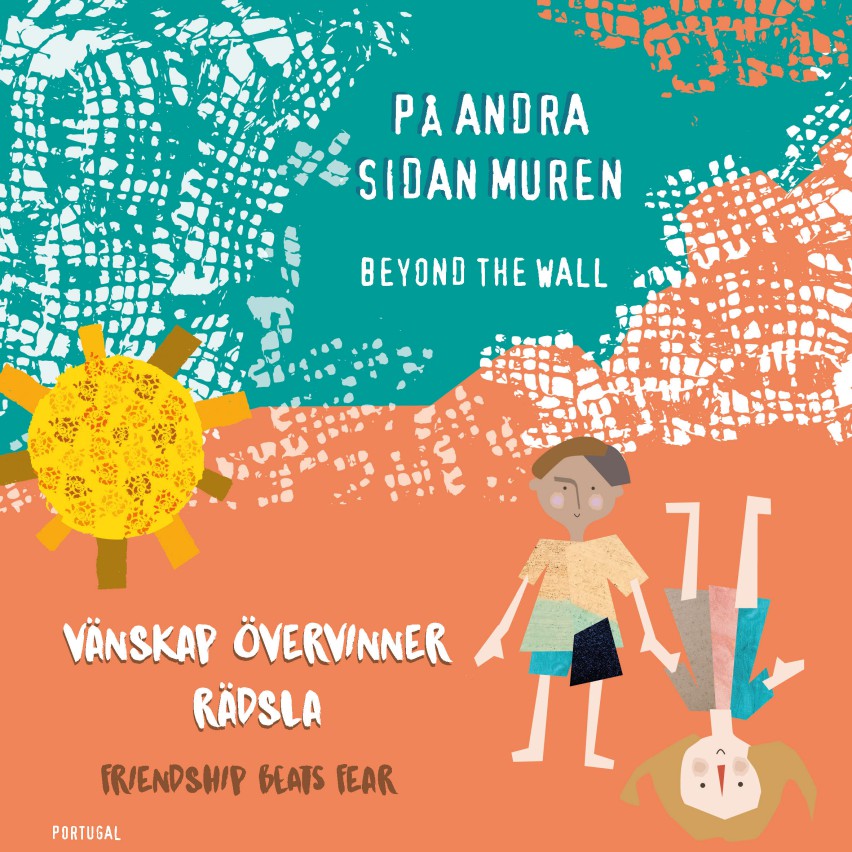 PÅ ANDRA
SIDAN MUREN
BEYOND THE WALL
VÄNSKAP ÖVERVINNER
RÄDSLA
FRIENDSHIP BEATS FEAR
PORTUGAL